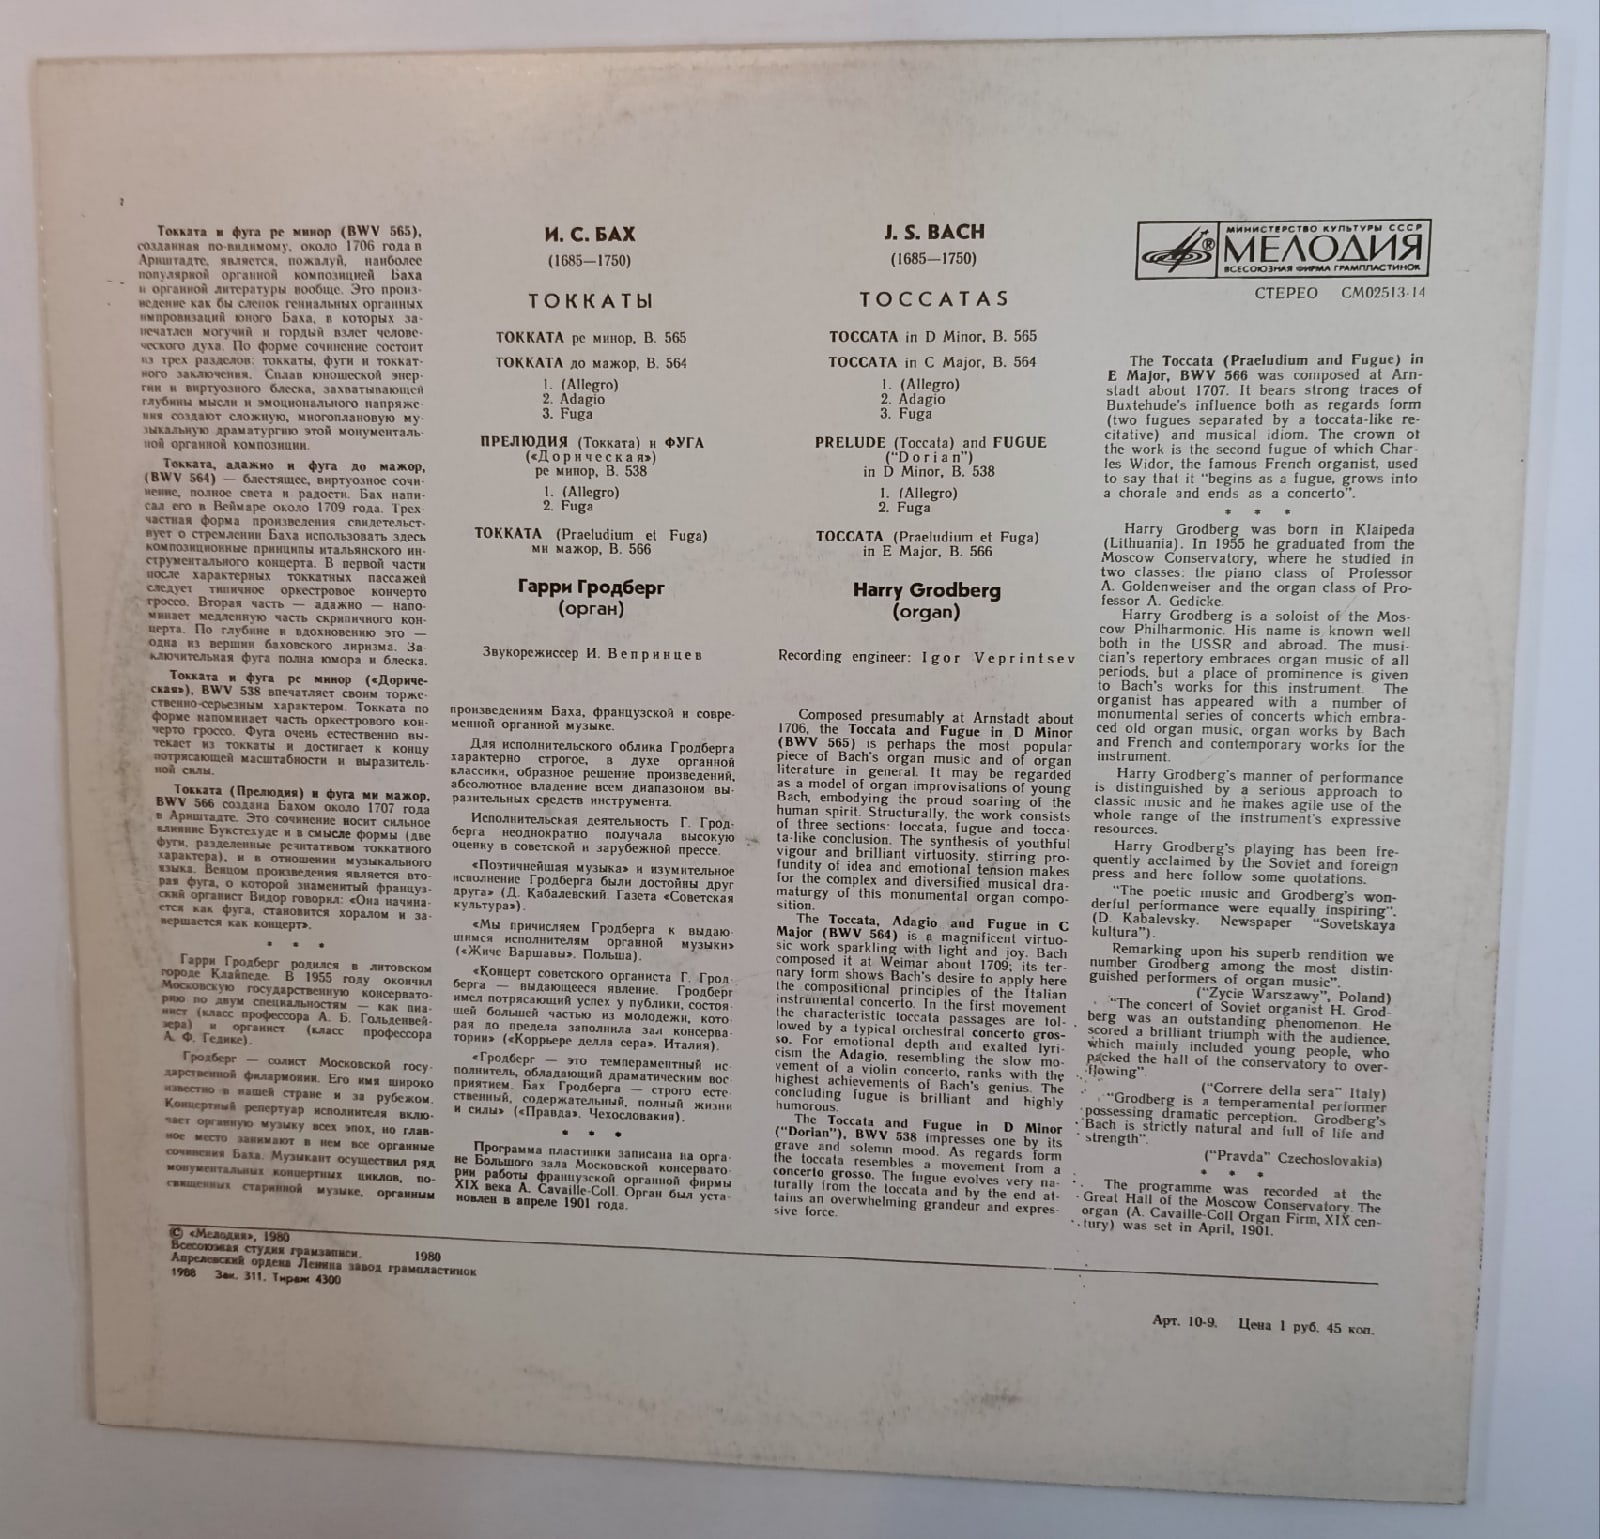 Токката и фуга ре минор (BWV 565),
созданная по-видимому, около 1706 года в
Арнштадте, является, пожалуй, наиболее
популярной органной композицией Баха
и органной литературы вообще. Это произ-
ведение как бы слепок гениальных органных
импровизаций юного Баха, в которых за-
печатлен могучий и гордый взлет челове-
ческого духа. По форме сочинение состоит
из трех разделов: токкаты, фуги и токкат-
ного заключения. Сплав юношеской энер-
гии и виртуозного блеска, захватывающей
глубины мысли и эмоционального напряже-
ния создают сложную, многоплановую му-
зыкальную драматургию этой монументаль-
ной органной композиции.
Токката, адажио и фуга до мажор,
(BWV 564) — блестящее, виртуозное сочи-
нение, полное света и радости. Бах напи-
сал его в Веймаре около 1709 года. Трех-
частная форма произведения свидетельст-
вует о стремлении Баха использовать здесь
композиционные принципы итальянского ин-
струментального концерта. В первой части
после характерных токкатных пассажей
следует типичное оркестровое кончерто
гроссо. Вторая часть — адажио — напо-
минает медленную часть скрипичного кон-
церта. По глубине и вдохновению это —
одна из вершин баховского лиризма. За-
ключительная фуга полна юмора и блеска.
Токката и фуга ре минор («Дориче-
ская»), BWV 538 впечатляет своим торже-
ственно-серьезным характером. Токката по
форме напоминает часть оркестрового кон-
черто гроссо. Фуга очень естественно вы-
текает из токкаты и достигает к концу
потрясающей масштабности и выразитель-
ной силы.
Токката (Прелюдия) и фуга ми мажор,
BWV 566 создана Бахом около 1707 года
в Арнштадте. Это сочинение носит сильное
влияние Букстехуде и в смысле формы (две
фуги, разделенные речитативом токкатного
характера), и в отношении музыкального
языка. Венцом произведения является вто-
рая фуга, о которой знаменитый француз-
ский органист Видор говорил: «Она начина-
ется как фуга, становится хоралом и за-
вершается как концерт».
* * *
Гарри Гродберг родился в литовском
городе Клайпеде. В 1955 году окончил
Московскую государственную консервато-
рию по двум специальностям — как пиа-
нист (класс профессора А. Б. Гольденвей-
зера) и органист (класс профессора
А. Ф. Гедике).
Гродберг — солист Московской госу-
дарственной филармонии. Его имя широко
известно в нашей стране и за рубежом.
Концертный репертуар исполнителя вклю-
чает органную музыку всех эпох, но глав-
ное место занимают в нем все органные
сочинения Баха. Музыкант осуществил ряд
монументальных концертных циклов, по-
священных старинной музыке, органным
И. С. БАХ
(1685—1750)
ТОККАТЫ
ТОККАТА ре минор, В. 565
ТОККАТА до мажор, В. 564
1. (Allegro)
2. Adagio
3. Fuga
ПРЕЛЮДИЯ (Токката) и ФУГА
(«Дорическая»)
ре минор, В. 538
1. (Allegro)
2. Fuga
ТОККАТА (Praeludium et Fuga)
ми мажор, В. 566
Гарри Гродберг
(орган)
Звукорежиссер И. Вепринцев
произведениям Баха, французской и совре-
менной органной музыке.
Для исполнительского облика Гродберга
характерно строгое, в духе органной
классики, образное решение произведений,
абсолютное владение всем диапазоном вы-
разительных средств инструмента.
Исполнительская деятельность Г. Грод-
берга неоднократно получала высокую
оценку в советской и зарубежной прессе.
«Поэтичнейшая музыка» и изумительное
исполнение Гродберга были достойны друг
друга» (Д. Кабалевский. Газета «Советская
культура»).
«Мы причисляем Гродберга к выдаю-
щимся исполнителям органной музыки»
(«Жиче Варшавы». Польша).
«Концерт советского органиста Г. Грод-
берга — выдающееся явление. Гродберг
имел потрясающий успех у публики, состоя-
щей большей частью из молодежи, кото-
рая до предела заполнила зал консерва-
тории» («Коррьере делла сера». Италия).
«Гродберг — это темпераментный ис-
полнитель, обладающий драматическим вос-
приятием. Бах Гродберга — строго есте-
ственный, содержательный, полный жизни
и силы» («Правда». Чехословакия).
* * *
Программа пластинки записана на орга-
не Большого зала Московской консервато-
рии работы французской органной фирмы
XIX века A. Cavaille-Coll. Орган был уста-
новлен в апреле 1901 года.
J. S. BACH
(1685—1750)
TOCCATAS
TOCCATA in D Minor, B. 565
TOCCATA in C Major, B. 564
1. (Allegro)
2. Adagio
3. Fuga
PRELUDE (Toccata) and FUGUE
("Dorian")
in D Minor, B. 538
1. (Allegro)
2. Fuga
TOCCATA (Praeludium et Fuga)
in E Major, B. 566
Harry Grodberg
(organ)
Recording engineer: Igor Veprintsev
Composed presumably at Arnstadt about
1706, the Toccata and Fugue in D Minor
(BWV 565) is perhaps the most popular
piece of Bach's organ music and of organ
literature in general. It may be regarded
as a model of organ improvisations of young
Bach, embodying the proud soaring of the
human spirit. Structurally, the work consists
of three sections: toccata, fugue and tocca-
ta-like conclusion. The synthesis of youthful
vigour and brilliant virtuosity, stirring pro-
fundity of idea and emotional tension makes
for the complex and diversified musical dra-
maturgy of this monumental organ compo-
sition.
The Toccata, Adagio and Fugue in C
Major (BWV 564) is a magnificent virtuo-
sic work sparkling with light and joy. Bach
composed it at Weimar about 1709; its ter-
nary form shows Bach's desire to apply here
the compositional principles of the Italian
instrumental concerto. In the first movement
the characteristic toccata passages are fol-
lowed by a typical orchestral concerto gros-
so. For emotional depth and exalted lyri-
cism the Adagio, resembling the slow mo-
vement of a violin concerto, ranks with the
highest achievements of Bach's genius. The
concluding fugue is brilliant and highly
humorous.
The Toccata and Fugue in D Minor
("Dorian"), BWV 538 impresses one by its
grave and solemn mood. As regards form
the toccata resembles a movement from a
concerto grosso. The fugue evolves very na-
turally from the toccata and by the end at-
tains an overwhelming grandeur and expres-
sive force.
МИНИСТЕРСТВО КУЛЬТУРЫ СССР
® МЕЛОДИЯ
ВСЕСОЮЗНАЯ ФИРМА ГРАМПЛАСТИНОК
СТЕРЕО СМ02513-14
The Toccata (Praeludium and Fugue) in
E Major, BWV 566 was composed at Arn-
stadt about 1707. It bears strong traces of
Buxtehude's influence both as regards form
(two fugues separated by a toccata-like re-
citative) and musical idiom. The crown of
the work is the second fugue of which Char-
les Widor, the famous French organist, used
to say that it "begins as a fugue, grows into
a chorale and ends as a concerto".
* * *
Harry Grodberg was born in Klaipeda
(Lithuania). In 1955 he graduated from the
Moscow Conservatory, where he studied in
two classes: the piano class of Professor
A. Goldenweiser and the organ class of Pro-
fessor A. Gedicke.
Harry Grodberg is a soloist of the Mos-
cow Philharmonic. His name is known well
both in the USSR and abroad. The musi-
cian's repertory embraces organ music of all
periods, but a place of prominence is given
to Bach's works for this instrument. The
organist has appeared with a number of
monumental series of concerts which embra-
ced old organ music, organ works by Bach
and French and contemporary works for the
instrument.
Harry Grodberg's manner of performance
is distinguished by a serious approach to
classic music and he makes agile use of the
whole range of the instrument's expressive
resources.
Harry Grodberg's playing has been fre-
quently acclaimed by the Soviet and foreign
press and here follow some quotations.
"The poetic music and Grodberg's won-
derful performance were equally inspiring".
(D. Kabalevsky. Newspaper "Sovetskaya
kultura").
Remarking upon his superb rendition we
number Grodberg among the most distin-
guished performers of organ music".
("Zycie Warszawy", Poland)
"The concert of Soviet organist H. Grod-
berg was an outstanding phenomenon. He
scored a brilliant triumph with the audience,
which mainly included young people, who
packed the hall of the conservatory to over-
flowing".
("Correre della sera" Italy)
"Grodberg is a temperamental performer
possessing dramatic perception. Grodberg's
Bach is strictly natural and full of life and
strength".
("Pravda" Czechoslovakia)
* * *
The programme was recorded at the
Great Hall of the Moscow Conservatory. The
organ (A. Cavaille-Coll Organ Firm, XIX cen-
tury) was set in April, 1901.
© «Мелодия», 1980
Всесоюзная студия грамзаписи. 1980
Апрелевский ордена Ленина завод грампластинок
1988 Зак. 311. Тираж 4300
Арт. 10-9. Цена 1 руб. 45 коп.